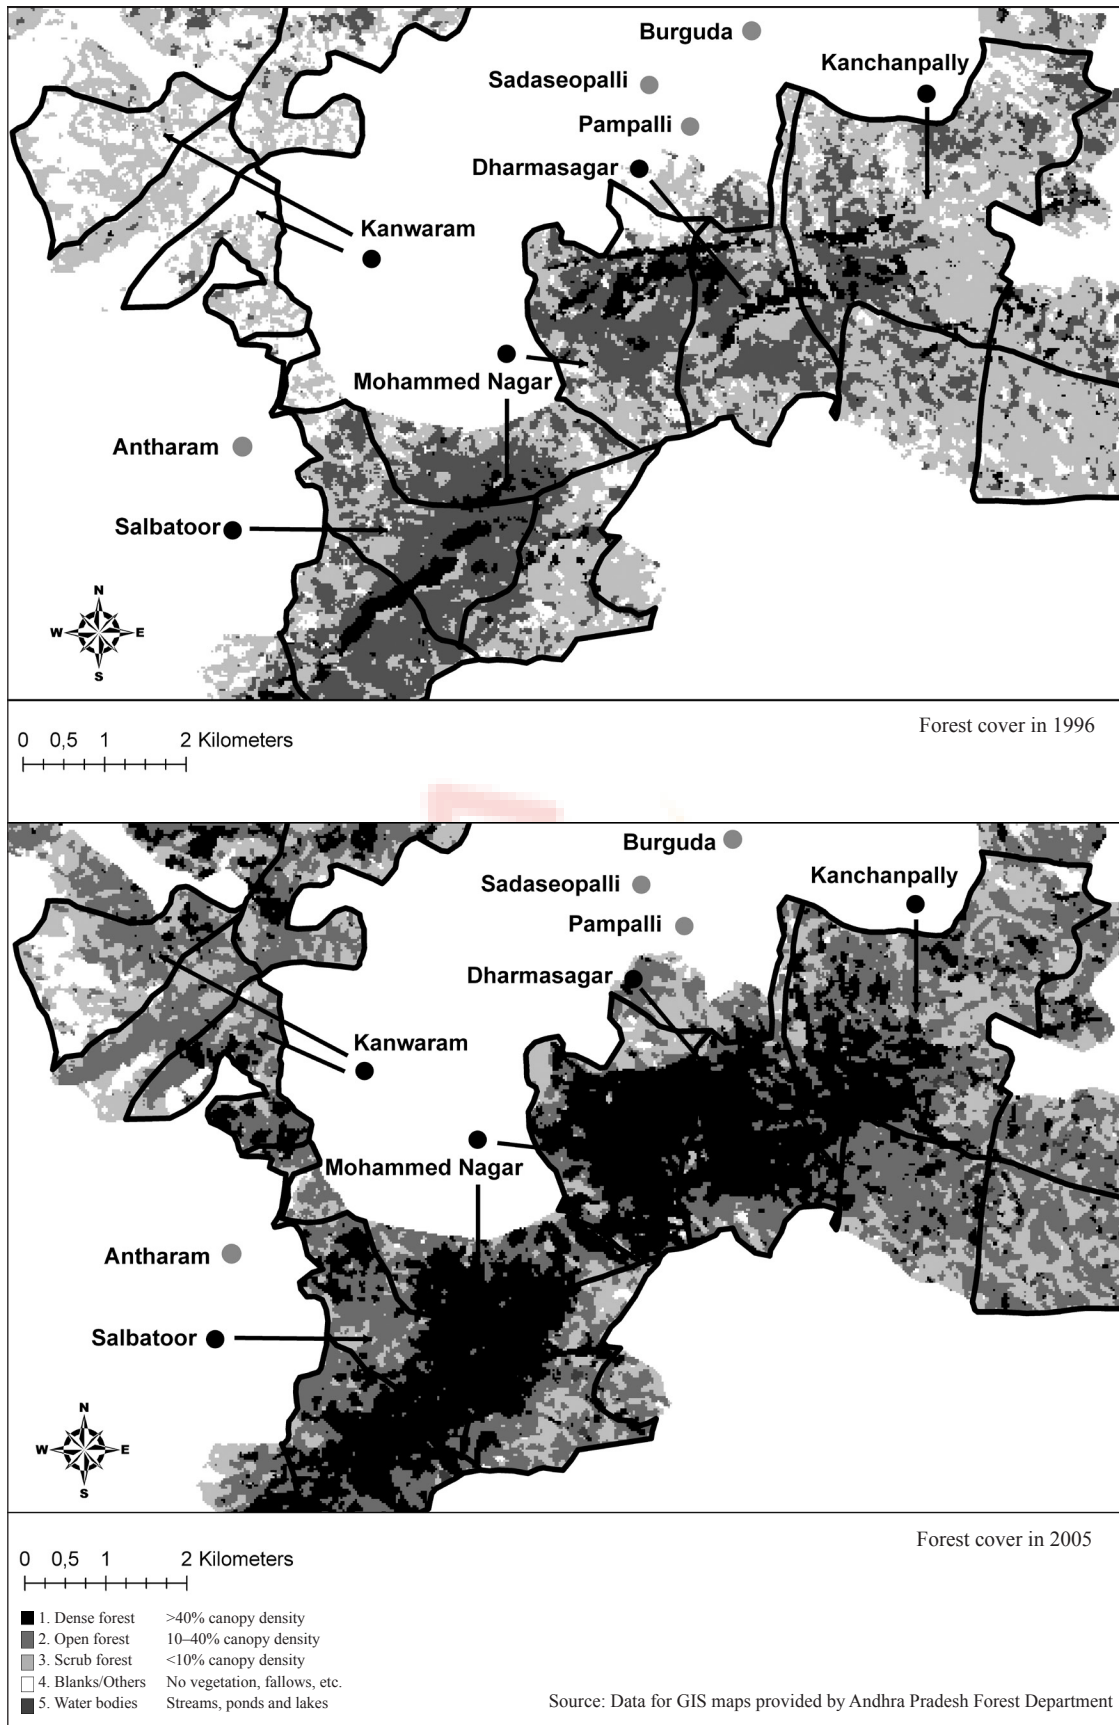 Burguda
Kanchanpally
Sadaseopalli
Pampalli
Dharmasagar
Kanwaram
Mohammed Nagar
Antharam
Salbatoor
N
W E
S
Forest cover in 1996
0 0,5 1 2 Kilometers
Burguda
Kanchanpally
Sadaseopalli
Pampalli
Dharmasagar
Kanwaram
Mohammed Nagar
Antharam
Salbatoor
N
W E
S
Forest cover in 2005
0 0,5 1 2 Kilometers
1. Dense forest >40% canopy density
2. Open forest 10–40% canopy density
3. Scrub forest <10% canopy density
4. Blanks/Others No vegetation, fallows, etc.
5. Water bodies Streams, ponds and lakes
Source: Data for GIS maps provided by Andhra Pradesh Forest Department